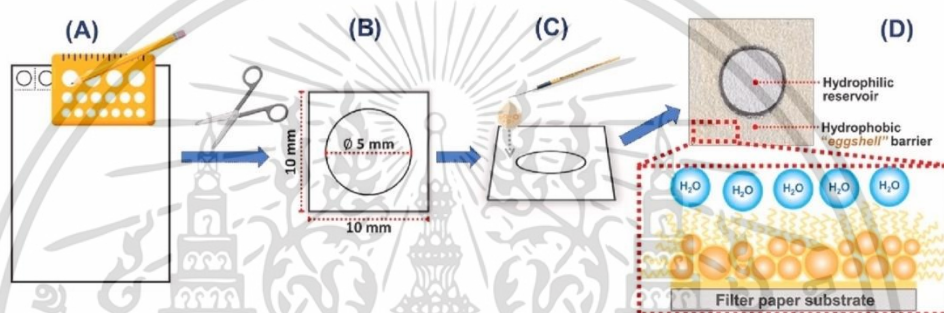 (A)
(B)
(C)
(D)
10 mm
Ø 5 mm
10 mm
Hydrophilic
reservoir
Hydrophobic
"eggshell" barrier
H₂O
H₂O
H₂O
H₂O
H₂O
Filter paper substrate